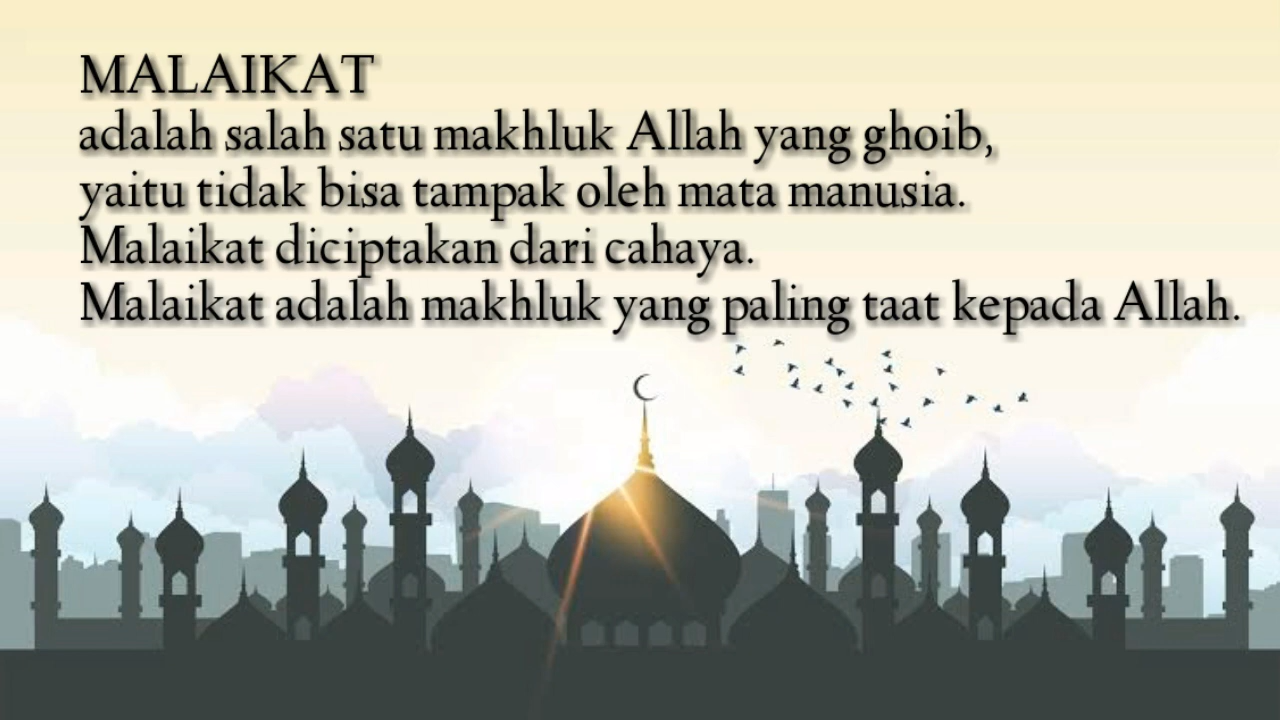 MALAIKAT
adalah salah satu makhluk Allah yang ghoib,
yaitu tidak bisa tampak oleh mata manusia.
Malaikat diciptakan dari cahaya.
Malaikat adalah makhluk yang paling taat kepada Allah.